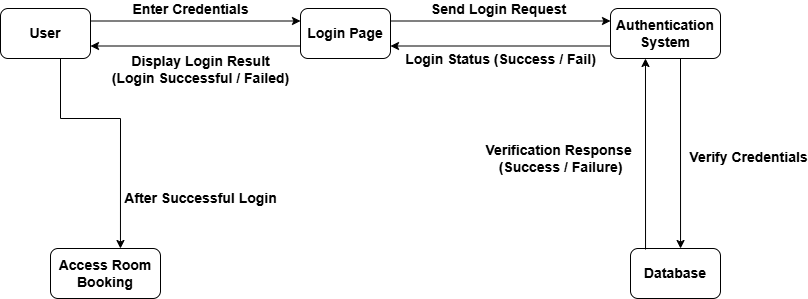 Enter Credentials
Send Login Request
User
Login Page
Authentication
System
Display Login Result
(Login Successful / Failed)
Login Status (Success / Fail)
Verification Response
(Success / Failure)
Verify Credentials
After Successful Login
Access Room
Booking
Database